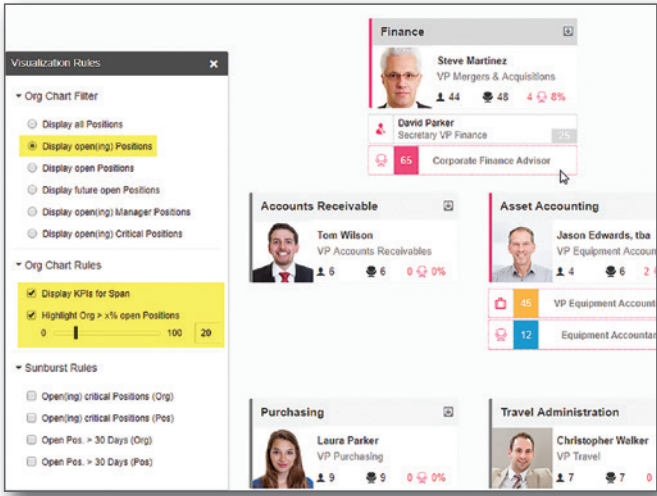 Visualization Rules
Org Chart Filter
Display all Positions
Display open(ing) Positions
Display open Positions
Display future open Positions
Display open(ing) Manager Positions
Display open(ing) Critical Positions
Org Chart Rules
Display KPIs for Span
Highlight Org > x% open Positions
0 100 20
Sunburst Rules
Open(ing) critical Positions (Org)
Open(ing) critical Positions (Pos)
Open Pos. > 30 Days (Org)
Open Pos. > 30 Days (Pos)
Finance
Steve Martinez
VP Mergers & Acquisitions
44 48 4 8%
David Parker
Secretary VP Finance
25
65 Corporate Finance Advisor
Accounts Receivable
Tom Wilson
VP Accounts Receivables
6 6 0 0%
Asset Accounting
Jason Edwards, tba
VP Equipment Accoun
4 6 2
45 VP Equipment Account
12 Equipment Accountan
Purchasing
Laura Parker
VP Purchasing
9 9 0 0%
Travel Administration
Christopher Walker
VP Travel
7 7 0